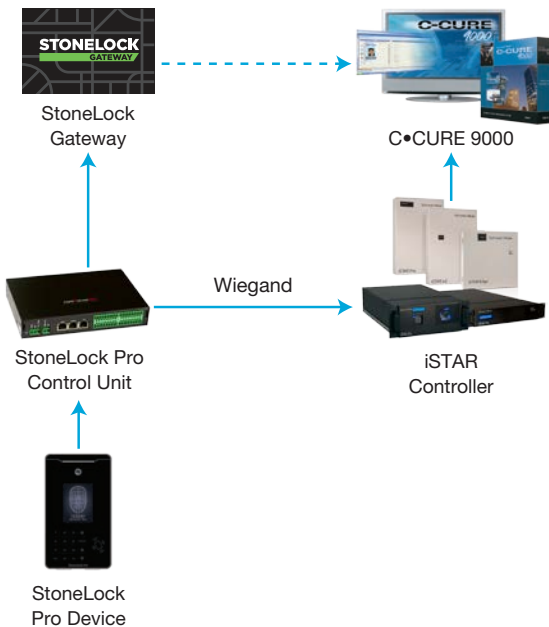 STONELOCK
GATEWAY
StoneLock
Gateway
C•CURE
9000
C•CURE 9000
Wiegand
StoneLock Pro
Control Unit
iSTAR
Controller
StoneLock
Pro Device